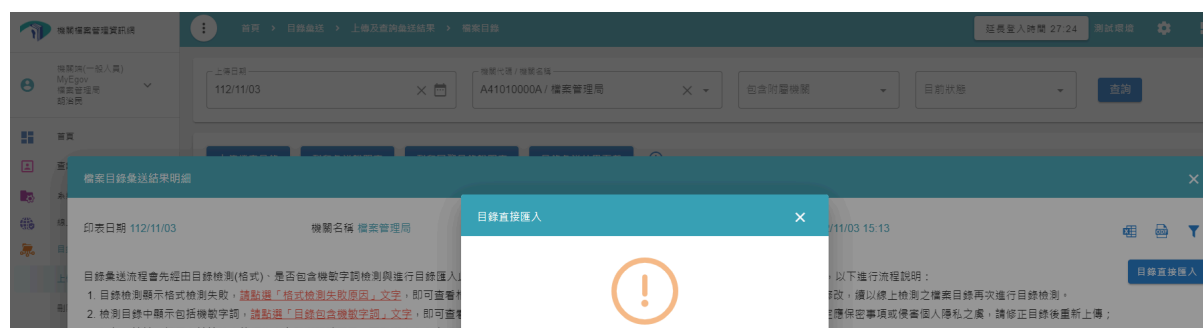 機關檔案管理資訊網
首頁 > 目錄彙送 > 上傳及查詢彙送結果 > 檔案目錄
延長登入時間 27:24
測試環境
機關端(一般人員)
MyEgov
檔案管理局
上傳日期
112/11/03
機關代碼 / 機關名稱
A41010000A / 檔案管理局
包含附屬機關
目前狀態
查詢
首頁
檔案目錄彙送結果明細
目錄直接匯入
印表日期 112/11/03
機關名稱 檔案管理局
/11/03 15:13
目錄直接匯入
目錄彙送流程會先經由目錄檢測(格式)、是否包含機敏字詞檢測與進行目錄匯入
，以下進行流程說明：
1. 目錄檢測顯示格式檢測失敗，請點選「格式檢測失敗原因」文字，即可查看
改，續以線上檢測之檔案目錄再次進行目錄檢測。
2. 檢測目錄中顯示包括機敏字詞，請點選「目錄包含機敏字詞」文字，即可查看
應保密事項或侵害個人隱私之虞，請修正目錄後重新上傳；